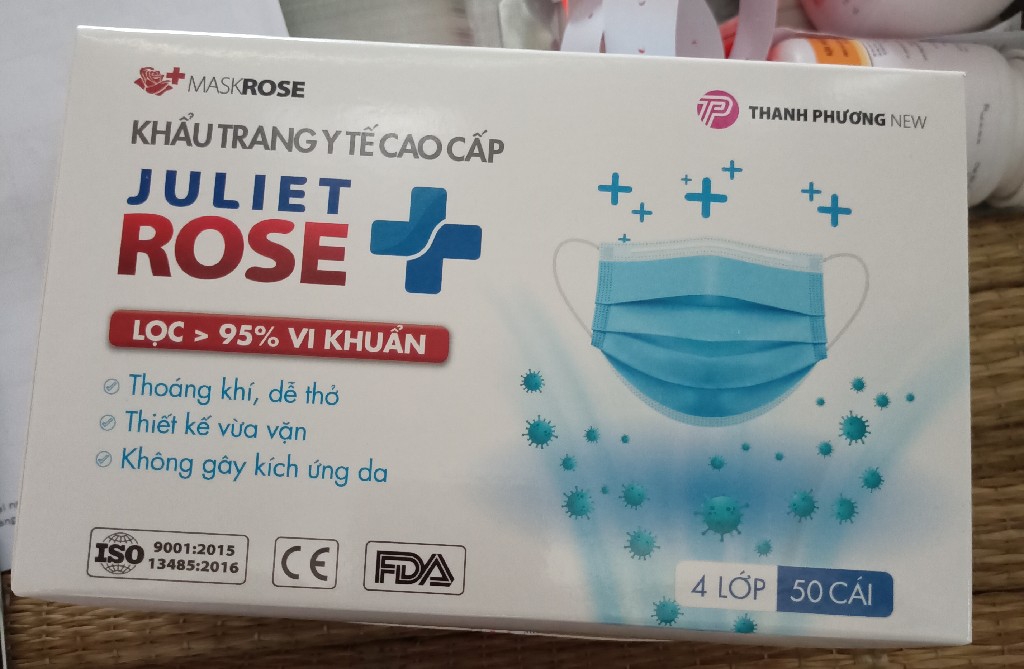 MASKROSE
THANH PHƯƠNG NEW
KHẨU TRANG Y TẾ CAO CẤP
JULIET
ROSE
LỌC > 95% VI KHUẨN
Thoáng khí, dễ thở
Thiết kế vừa vặn
Không gây kích ứng da
ISO 9001:2015
13485:2016
CE
FDA
4 LỚP 50 CÁI